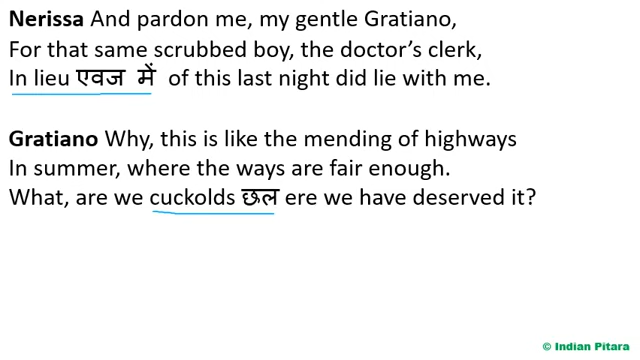 Nerissa And pardon me, my gentle Gratiano,
For that same scrubbed boy, the doctor’s clerk,
In lieu एवज में of this last night did lie with me.
Gratiano Why, this is like the mending of highways
In summer, where the ways are fair enough.
What, are we cuckolds छल ere we have deserved it?
© Indian Pitara